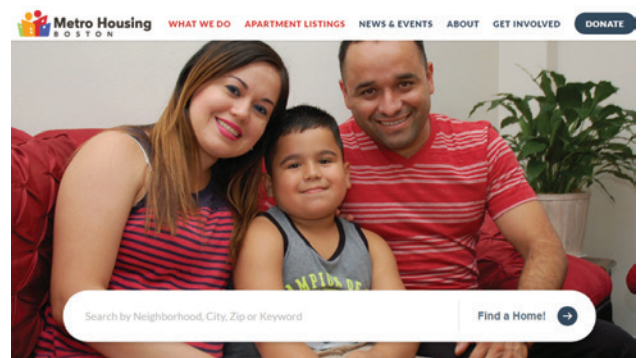 Metro Housing
BOSTON
WHAT WE DO APARTMENT LISTINGS NEWS & EVENTS ABOUT GET INVOLVED DONATE
Search by Neighborhood, City, Zip or Keyword
Find a Home!